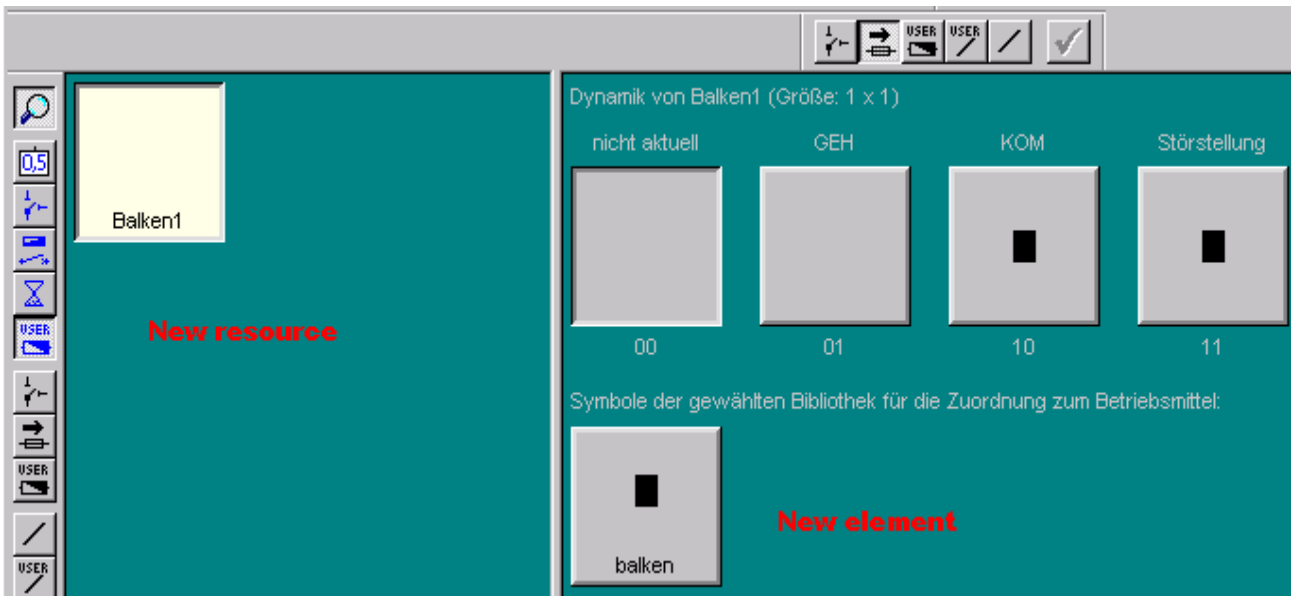 USER
USER
0,5
USER
USER
USER
Balken1
New resource
Dynamik von Balken1 (Größe: 1 x 1)
nicht aktuell GEH KOM Störstellung
00 01 10 11
Symbole der gewählten Bibliothek für die Zuordnung zum Betriebsmittel:
balken
New element